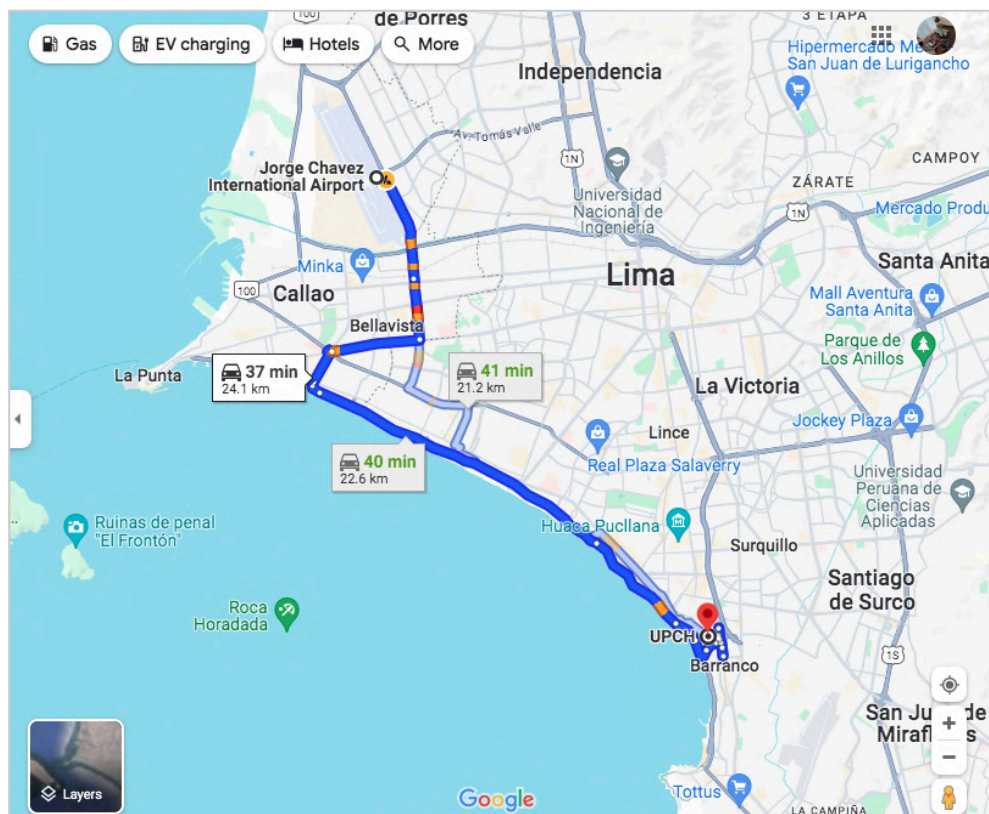 de Porres
3 ETAPA
Gas
EV charging
Hotels
More
Hipermercado Me
San Juan de Lurigancho
Independencia
Av. Tomás Valle
1N
CAMPOY
Jorge Chavez
International Airport
ZÁRATE
Universidad
Nacional de
Ingeniería
1N
Mercado Produ
Minka
Lima
Santa Anita
100
Callao
Mall Aventura
Santa Anita
Bellavista
Parque de
Los Anillos
100
37 min
24.1 km
41 min
21.2 km
La Punta
La Victoria
Jockey Plaza
Lince
40 min
22.6 km
Real Plaza Salaverry
Universidad
Peruana de
Ciencias
Aplicadas
Ruinas de penal
"El Frontón"
Huaca Pucllana
Surquillo
Santiago
de Surco
Roca
Horadada
UPCH
Barranco
1S
San Ju de
Miraflores
Layers
Google
Tottus
LA CAMPIÑA